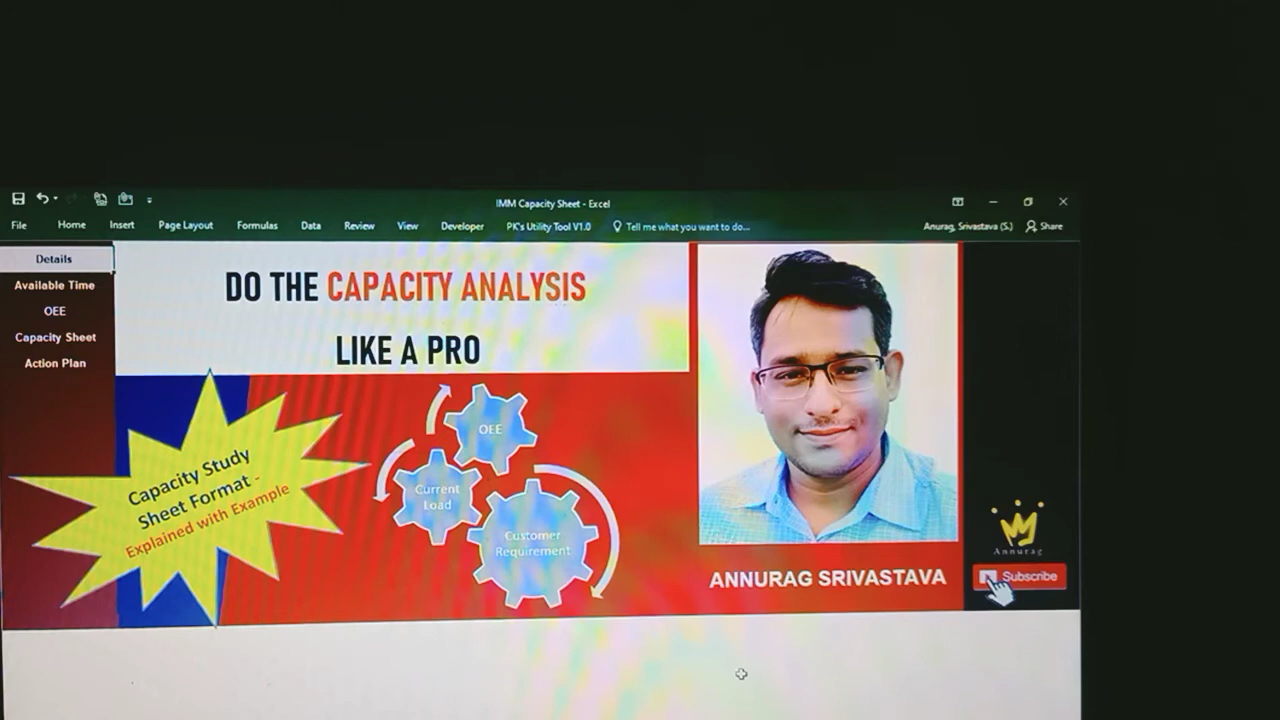 IMM Capacity Sheet - Excel
File Home Insert Page Layout Formulas Data Review View Developer PK's Utility Tool V1.0 Tell me what you want to do... Anurag, Srivastava (S.) Share
Details
Available Time
OEE
Capacity Sheet
Action Plan
DO THE CAPACITY ANALYSIS
LIKE A PRO
Capacity Study
Sheet Format -
Explained with Example
OEE
Current
Load
Customer
Requirement
ANNURAG SRIVASTAVA
Annurag
Subscribe